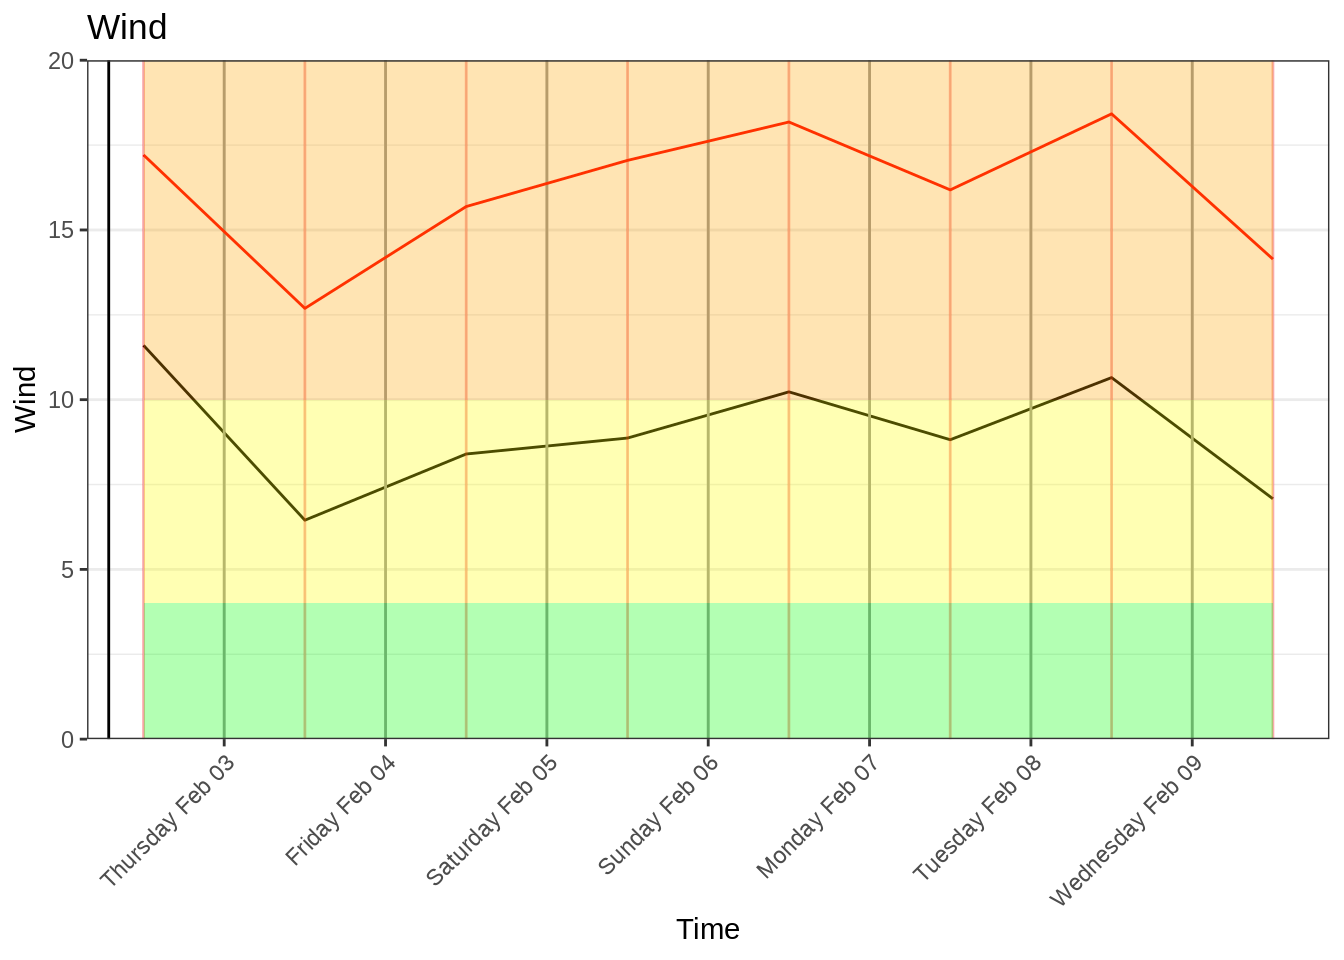 Wind
20
15
10
5
0
Wind
Thursday Feb 03
Friday Feb 04
Saturday Feb 05
Sunday Feb 06
Monday Feb 07
Tuesday Feb 08
Wednesday Feb 09
Time